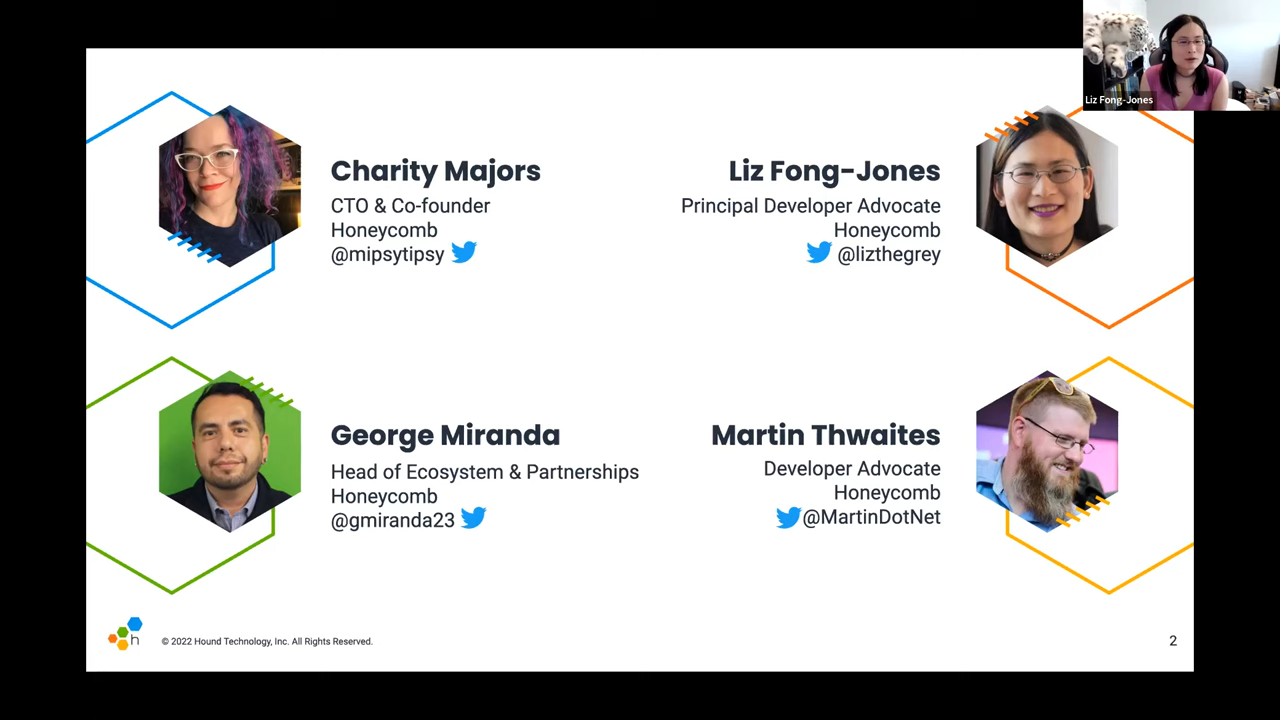 Liz Fong-Jones
Charity Majors
CTO & Co-founder
Honeycomb
@mipsytipsy
Liz Fong-Jones
Principal Developer Advocate
Honeycomb
@lizthegrey
George Miranda
Head of Ecosystem & Partnerships
Honeycomb
@gmiranda23
Martin Thwaites
Developer Advocate
Honeycomb
@MartinDotNet
h
© 2022 Hound Technology, Inc. All Rights Reserved.
2